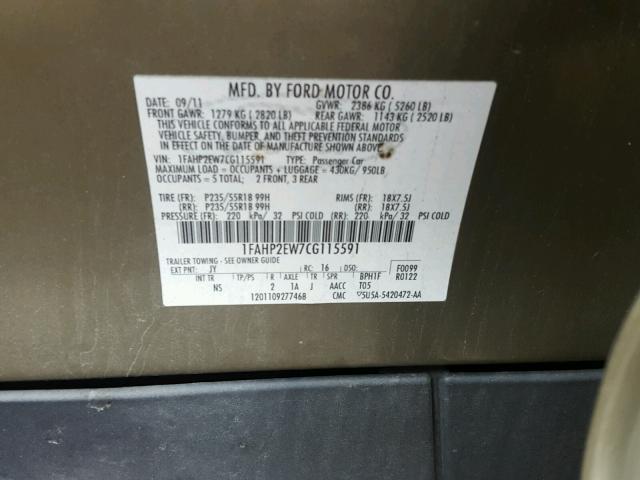 MFD. BY FORD MOTOR CO.
DATE: 09/11 GVWR: 2386 KG ( 5260 LB)
FRONT GAWR: 1279 KG ( 2820 LB) REAR GAWR: 1143 KG ( 2520 LB)
THIS VEHICLE CONFORMS TO ALL APPLICABLE FEDERAL MOTOR
VEHICLE SAFETY, BUMPER, AND THEFT PREVENTION STANDARDS
IN EFFECT ON THE DATE OF MANUFACTURE SHOWN ABOVE.
VIN: 1FAHP2EW7CG115591 TYPE: Passenger Car
MAXIMUM LOAD = OCCUPANTS + LUGGAGE = 430KG/ 950LB
OCCUPANTS = 5 TOTAL; 2 FRONT, 3 REAR
TIRE (FR): P235/55R18 99H RIMS (FR): 18X7.5J
(RR): P235/55R18 99H (RR): 18X7.5J
PRESSURE (FR): 220 kPa/ 32 PSI COLD (RR): 220 kPa/ 32 PSI COLD
1FAHP2EW7CG115591
TRAILER TOWING - SEE OWNER GUIDE
EXT PNT: JY RC: 16 DSO: F0099
INT TR TP/PS R AXLE TR SPR BPH1F R0122
NS 2 1A J AACC T05
1201109277468 CMC 5U5A-5420472-AA